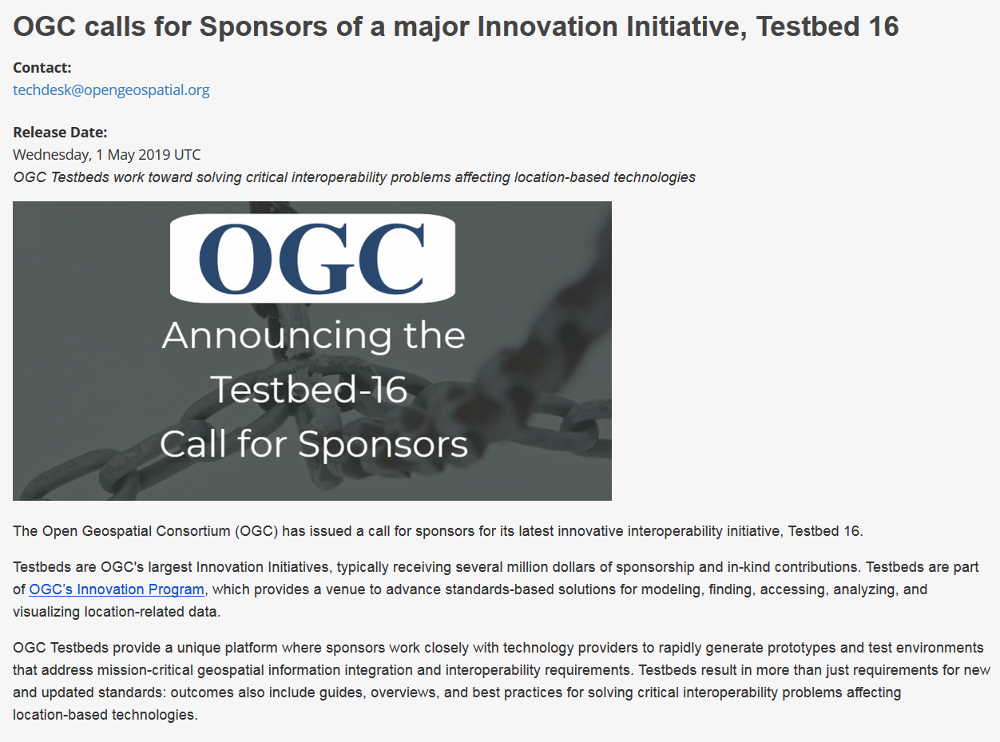 OGC calls for Sponsors of a major Innovation Initiative, Testbed 16
Contact:
techdesk@opengeospatial.org
Release Date:
Wednesday, 1 May 2019 UTC
OGC Testbeds work toward solving critical interoperability problems affecting location-based technologies
OGC
Announcing the
Testbed-16
Call for Sponsors
The Open Geospatial Consortium (OGC) has issued a call for sponsors for its latest innovative interoperability initiative, Testbed 16.
Testbeds are OGC's largest Innovation Initiatives, typically receiving several million dollars of sponsorship and in-kind contributions. Testbeds are part
of OGC’s Innovation Program, which provides a venue to advance standards-based solutions for modeling, finding, accessing, analyzing, and
visualizing location-related data.
OGC Testbeds provide a unique platform where sponsors work closely with technology providers to rapidly generate prototypes and test environments
that address mission-critical geospatial information integration and interoperability requirements. Testbeds result in more than just requirements for new
and updated standards: outcomes also include guides, overviews, and best practices for solving critical interoperability problems affecting
location-based technologies.